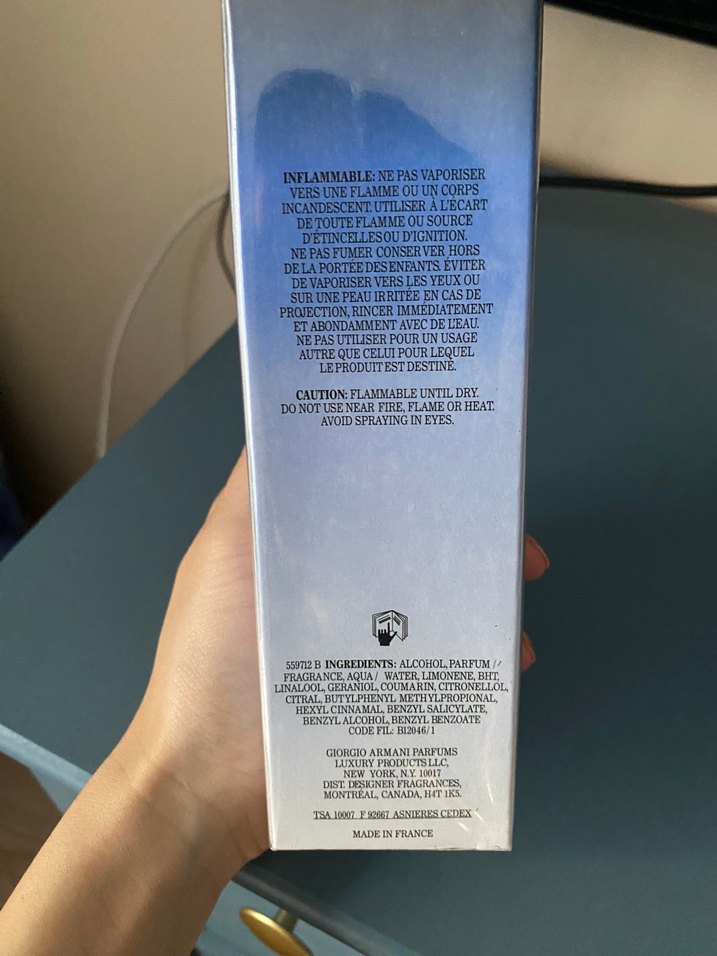 INFLAMMABLE: NE PAS VAPORISER
VERS UNE FLAMME OU UN CORPS
INCANDESCENT. UTILISER À L'ÉCART
DE TOUTE FLAMME OU SOURCE
D'ÉTINCELLES OU D'IGNITION.
NE PAS FUMER CONSERVER HORS
DE LA PORTÉE DES ENFANTS. ÉVITER
DE VAPORISER VERS LES YEUX OU
SUR UNE PEAU IRRITÉE EN CAS DE
PROJECTION, RINCER IMMÉDIATEMENT
ET ABONDAMMENT AVEC DE L'EAU.
NE PAS UTILISER POUR UN USAGE
AUTRE QUE CELUI POUR LEQUEL
LE PRODUIT EST DESTINÉ.
CAUTION: FLAMMABLE UNTIL DRY.
DO NOT USE NEAR FIRE, FLAME OR HEAT.
AVOID SPRAYING IN EYES.
559712 B INGREDIENTS: ALCOHOL, PARFUM /
FRAGRANCE, AQUA / WATER, LIMONENE, BHT,
LINALOOL, GERANIOL, COUMARIN, CITRONELLOL,
CITRAL, BUTYLPHENYL METHYLPROPIONAL,
HEXYL CINNAMAL, BENZYL SALICYLATE,
BENZYL ALCOHOL, BENZYL BENZOATE
CODE FIL: B12046/1
GIORGIO ARMANI PARFUMS
LUXURY PRODUCTS LLC,
NEW YORK, N.Y. 10017
DIST. DESIGNER FRAGRANCES,
MONTRÉAL, CANADA, H4T 1K5.
TSA 10007 F 92667 ASNIERES CEDEX
MADE IN FRANCE